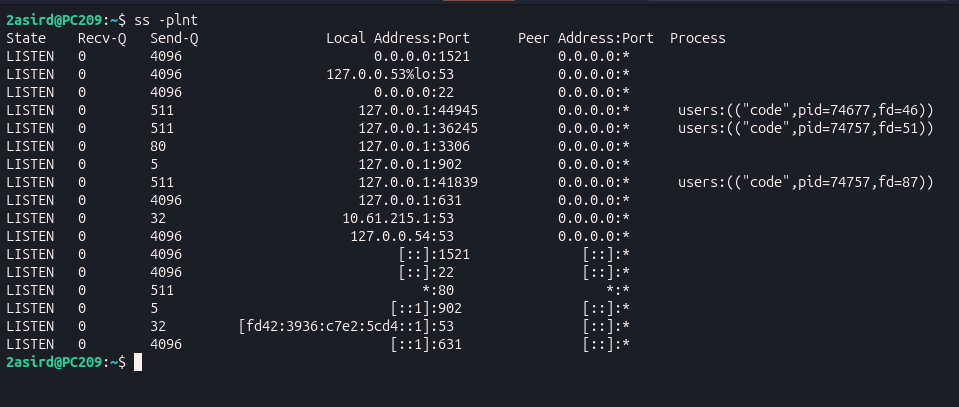 2asird@PC209:~$ ss -plnt
State Recv-Q Send-Q Local Address:Port Peer Address:Port Process
LISTEN 0 4096 0.0.0.0:1521 0.0.0.0:*
LISTEN 0 4096 127.0.0.53%lo:53 0.0.0.0:*
LISTEN 0 4096 0.0.0.0:22 0.0.0.0:*
LISTEN 0 511 127.0.0.1:44945 0.0.0.0:* users:(("code",pid=74677,fd=46))
LISTEN 0 511 127.0.0.1:36245 0.0.0.0:* users:(("code",pid=74757,fd=51))
LISTEN 0 80 127.0.0.1:3306 0.0.0.0:*
LISTEN 0 5 127.0.0.1:902 0.0.0.0:*
LISTEN 0 511 127.0.0.1:41839 0.0.0.0:* users:(("code",pid=74757,fd=87))
LISTEN 0 4096 127.0.0.1:631 0.0.0.0:*
LISTEN 0 32 10.61.215.1:53 0.0.0.0:*
LISTEN 0 4096 127.0.0.54:53 0.0.0.0:*
LISTEN 0 4096 [::]:1521 [::]:*
LISTEN 0 4096 [::]:22 [::]:*
LISTEN 0 511 *:80 *:*
LISTEN 0 5 [::1]:902 [::]:*
LISTEN 0 32 [fd42:3936:c7e2:5cd4::1]:53 [::]:*
LISTEN 0 4096 [::1]:631 [::]:*
2asird@PC209:~$